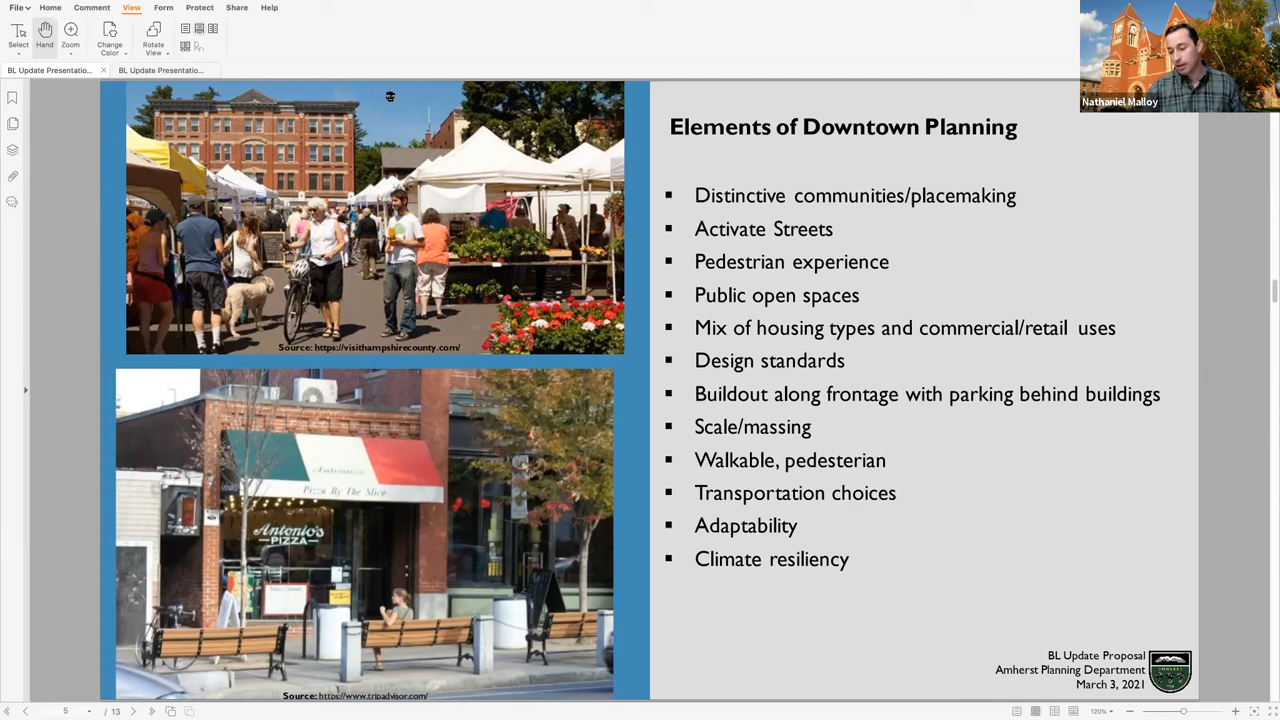 File
Home
Comment
View
Form
Protect
Share
Help
Select
Hand
Zoom
Change
Color
Rotate
View
BL Update Presentatio...
BL Update Presentatio...
Nathaniel Malloy
Source: https://visithampshirecounty.com/
Antonio's
Pizza By The Slice
Antonio's
PIZZA
Source: https://www.tripadvisor.com/
Elements of Downtown Planning
▪ Distinctive communities/placemaking
▪ Activate Streets
▪ Pedestrian experience
▪ Public open spaces
▪ Mix of housing types and commercial/retail uses
▪ Design standards
▪ Buildout along frontage with parking behind buildings
▪ Scale/massing
▪ Walkable, pedesterian
▪ Transportation choices
▪ Adaptability
▪ Climate resiliency
BL Update Proposal
Amherst Planning Department
March 3, 2021
5 / 13
120%